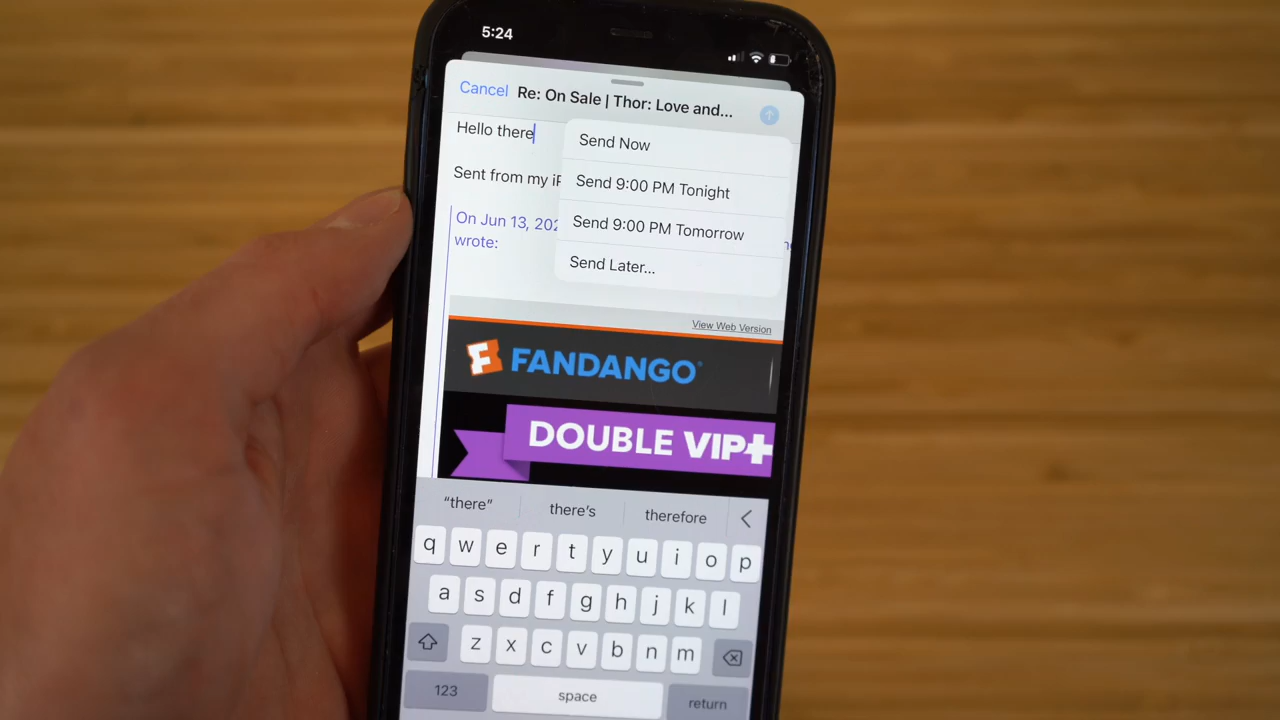 5:24
Cancel Re: On Sale | Thor: Love and...
Hello there
Send Now
Sent from my
Send 9:00 PM Tonight
On Jun 13,
Send 9:00 PM Tomorrow
wrote:
Send Later...
View Web Version
FANDANGO
DOUBLE VIP+
“there” there's therefore
q w e r t y u i o p
a s d f g h j k l
z x c v b n m
123 space return